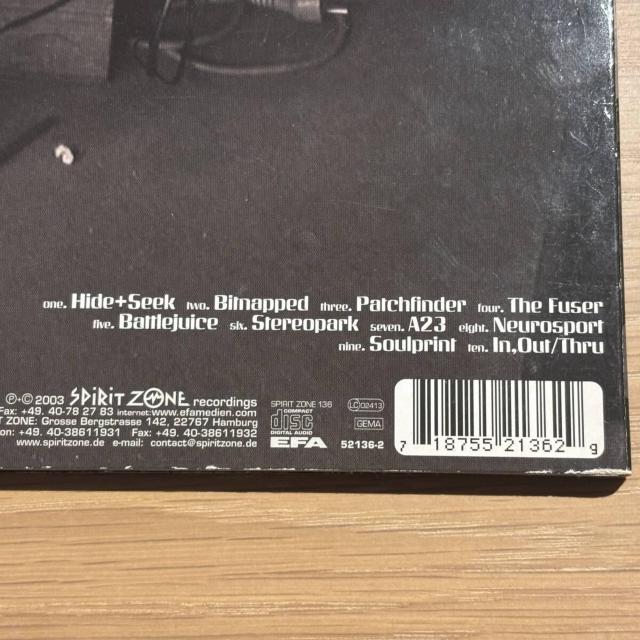 one. Hide+Seek two. Bitnapped three. Patchfinder four. The Fuser
five. Battlejuice six. Stereopark seven. A23 eight. Neurosport
nine. Soulprint ten. In,Out/Thru
℗+© 2003 SPiRiT ZONE recordings
Fax: +49. 40-78 27 83 internet:www.efamedien.com
IT ZONE: Grosse Bergstrasse 142, 22767 Hamburg
on: +49. 40-38611931 Fax: +49. 40-38611932
www.spiritzone.de e-mail: contact@spiritzone.de
SPIRIT ZONE 136
COMPACT
disc
DIGITAL AUDIO
EFA
LC 02413
GEMA
52136-2
7 18755 21362 9